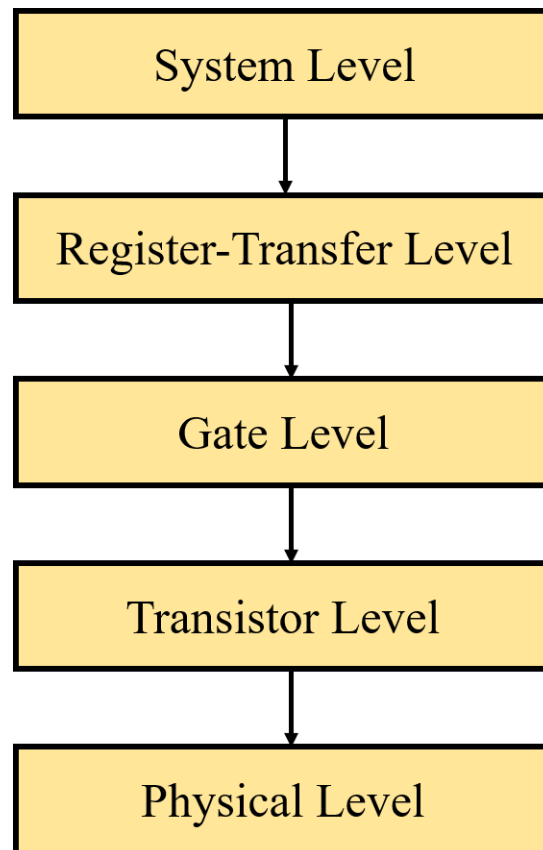 System Level
Register-Transfer Level
Gate Level
Transistor Level
Physical Level